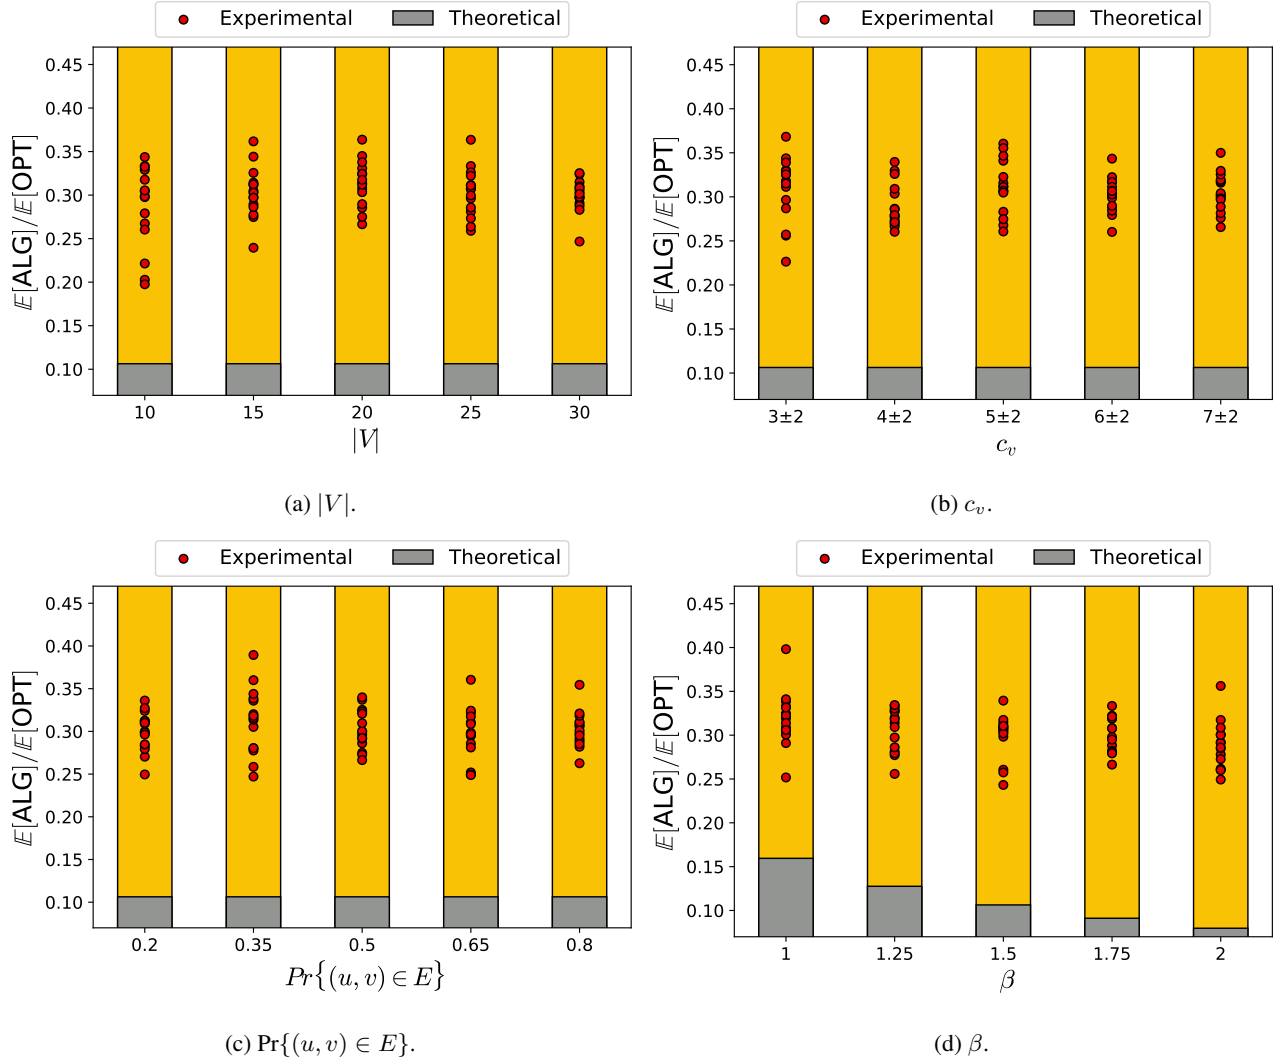 Experimental Theoretical
𝔼[ALG]/𝔼[OPT]
0.45
0.40
0.35
0.30
0.25
0.20
0.15
0.10
10 15 20 25 30
|V|
(a) |V|.
Experimental Theoretical
𝔼[ALG]/𝔼[OPT]
0.45
0.40
0.35
0.30
0.25
0.20
0.15
0.10
3±2 4±2 5±2 6±2 7±2
c_v
(b) c_v.
Experimental Theoretical
𝔼[ALG]/𝔼[OPT]
0.45
0.40
0.35
0.30
0.25
0.20
0.15
0.10
0.2 0.35 0.5 0.65 0.8
Pr{(u, v) ∈ E}
(c) Pr{(u, v) ∈ E}.
Experimental Theoretical
𝔼[ALG]/𝔼[OPT]
0.45
0.40
0.35
0.30
0.25
0.20
0.15
0.10
1 1.25 1.5 1.75 2
β
(d) β.